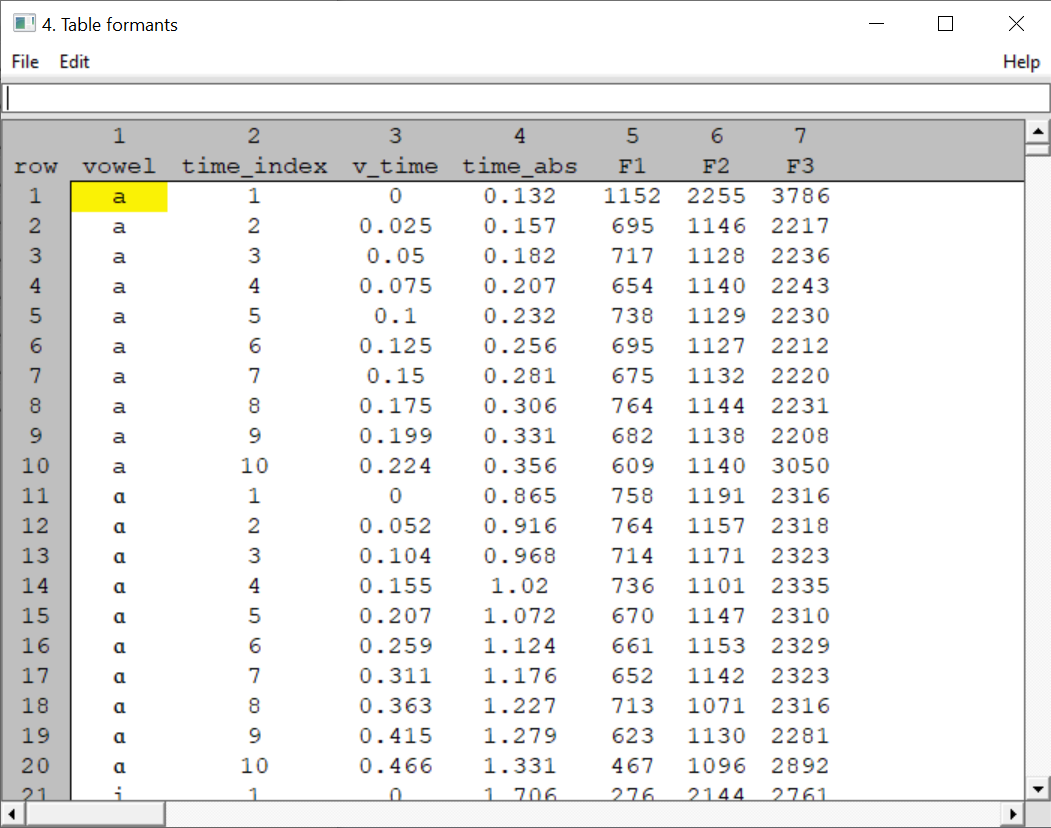 4. Table formants
File Edit Help
1 2 3 4 5 6 7
row vowel time_index v_time time_abs F1 F2 F3
1 a 1 0 0.132 1152 2255 3786
2 a 2 0.025 0.157 695 1146 2217
3 a 3 0.05 0.182 717 1128 2236
4 a 4 0.075 0.207 654 1140 2243
5 a 5 0.1 0.232 738 1129 2230
6 a 6 0.125 0.256 695 1127 2212
7 a 7 0.15 0.281 675 1132 2220
8 a 8 0.175 0.306 764 1144 2231
9 a 9 0.199 0.331 682 1138 2208
10 a 10 0.224 0.356 609 1140 3050
11 ɑ 1 0 0.865 758 1191 2316
12 ɑ 2 0.052 0.916 764 1157 2318
13 ɑ 3 0.104 0.968 714 1171 2323
14 ɑ 4 0.155 1.02 736 1101 2335
15 ɑ 5 0.207 1.072 670 1147 2310
16 ɑ 6 0.259 1.124 661 1153 2329
17 ɑ 7 0.311 1.176 652 1142 2323
18 ɑ 8 0.363 1.227 713 1071 2316
19 ɑ 9 0.415 1.279 623 1130 2281
20 ɑ 10 0.466 1.331 467 1096 2892
21 i 1 0 1.706 276 2144 2761